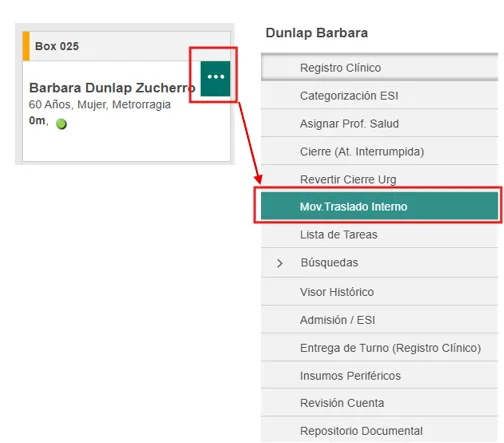 Box 025
Barbara Dunlap Zucherro
60 Años, Mujer, Metrorragia
0m,
Dunlap Barbara
Registro Clínico
Categorización ESI
Asignar Prof. Salud
Cierre (At. Interrumpida)
Revertir Cierre Urg
Mov.Traslado Interno
Lista de Tareas
Búsquedas
Visor Histórico
Admisión / ESI
Entrega de Turno (Registro Clínico)
Insumos Periféricos
Revisión Cuenta
Repositorio Documental